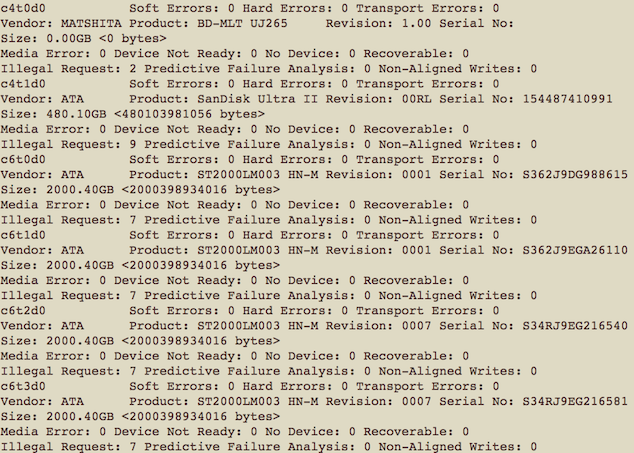 c4t0d0           Soft Errors: 0 Hard Errors: 0 Transport Errors: 0
Vendor: MATSHITA Product: BD-MLT UJ265     Revision: 1.00 Serial No:
Size: 0.00GB <0 bytes>
Media Error: 0 Device Not Ready: 0 No Device: 0 Recoverable: 0
Illegal Request: 2 Predictive Failure Analysis: 0 Non-Aligned Writes: 0
c4t1d0           Soft Errors: 0 Hard Errors: 0 Transport Errors: 0
Vendor: ATA      Product: SanDisk Ultra II Revision: 00RL Serial No: 154487410991
Size: 480.10GB <480103981056 bytes>
Media Error: 0 Device Not Ready: 0 No Device: 0 Recoverable: 0
Illegal Request: 9 Predictive Failure Analysis: 0 Non-Aligned Writes: 0
c6t0d0           Soft Errors: 0 Hard Errors: 0 Transport Errors: 0
Vendor: ATA      Product: ST2000LM003 HN-M Revision: 0001 Serial No: S362J9DG988615
Size: 2000.40GB <2000398934016 bytes>
Media Error: 0 Device Not Ready: 0 No Device: 0 Recoverable: 0
Illegal Request: 7 Predictive Failure Analysis: 0 Non-Aligned Writes: 0
c6t1d0           Soft Errors: 0 Hard Errors: 0 Transport Errors: 0
Vendor: ATA      Product: ST2000LM003 HN-M Revision: 0001 Serial No: S362J9EGA26110
Size: 2000.40GB <2000398934016 bytes>
Media Error: 0 Device Not Ready: 0 No Device: 0 Recoverable: 0
Illegal Request: 7 Predictive Failure Analysis: 0 Non-Aligned Writes: 0
c6t2d0           Soft Errors: 0 Hard Errors: 0 Transport Errors: 0
Vendor: ATA      Product: ST2000LM003 HN-M Revision: 0007 Serial No: S34RJ9EG216540
Size: 2000.40GB <2000398934016 bytes>
Media Error: 0 Device Not Ready: 0 No Device: 0 Recoverable: 0
Illegal Request: 7 Predictive Failure Analysis: 0 Non-Aligned Writes: 0
c6t3d0           Soft Errors: 0 Hard Errors: 0 Transport Errors: 0
Vendor: ATA      Product: ST2000LM003 HN-M Revision: 0007 Serial No: S34RJ9EG216581
Size: 2000.40GB <2000398934016 bytes>
Media Error: 0 Device Not Ready: 0 No Device: 0 Recoverable: 0
Illegal Request: 7 Predictive Failure Analysis: 0 Non-Aligned Writes: 0